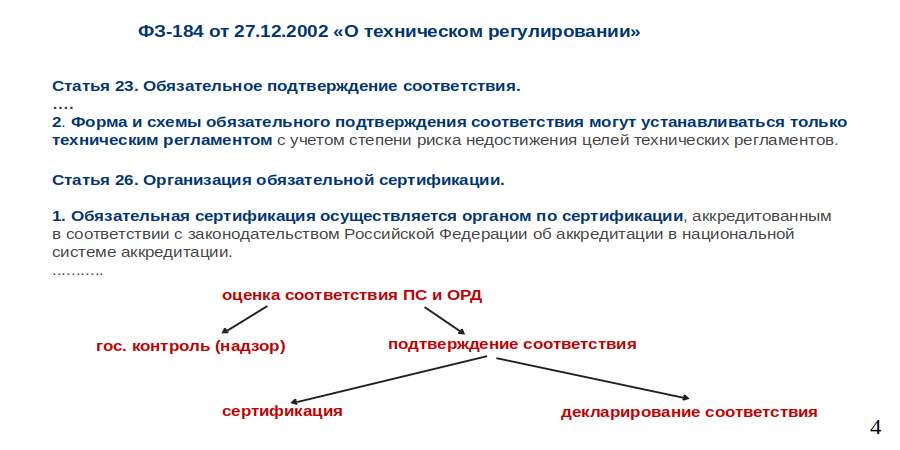 ФЗ-184 от 27.12.2002 «О техническом регулировании»
Статья 23. Обязательное подтверждение соответствия.
....
2. Форма и схемы обязательного подтверждения соответствия могут устанавливаться только
техническим регламентом с учетом степени риска недостижения целей технических регламентов.
Статья 26. Организация обязательной сертификации.
1. Обязательная сертификация осуществляется органом по сертификации, аккредитованным
в соответствии с законодательством Российской Федерации об аккредитации в национальной
системе аккредитации.
...........
оценка соответствия ПС и ОРД
гос. контроль (надзор)
подтверждение соответствия
сертификация
декларирование соответствия
4